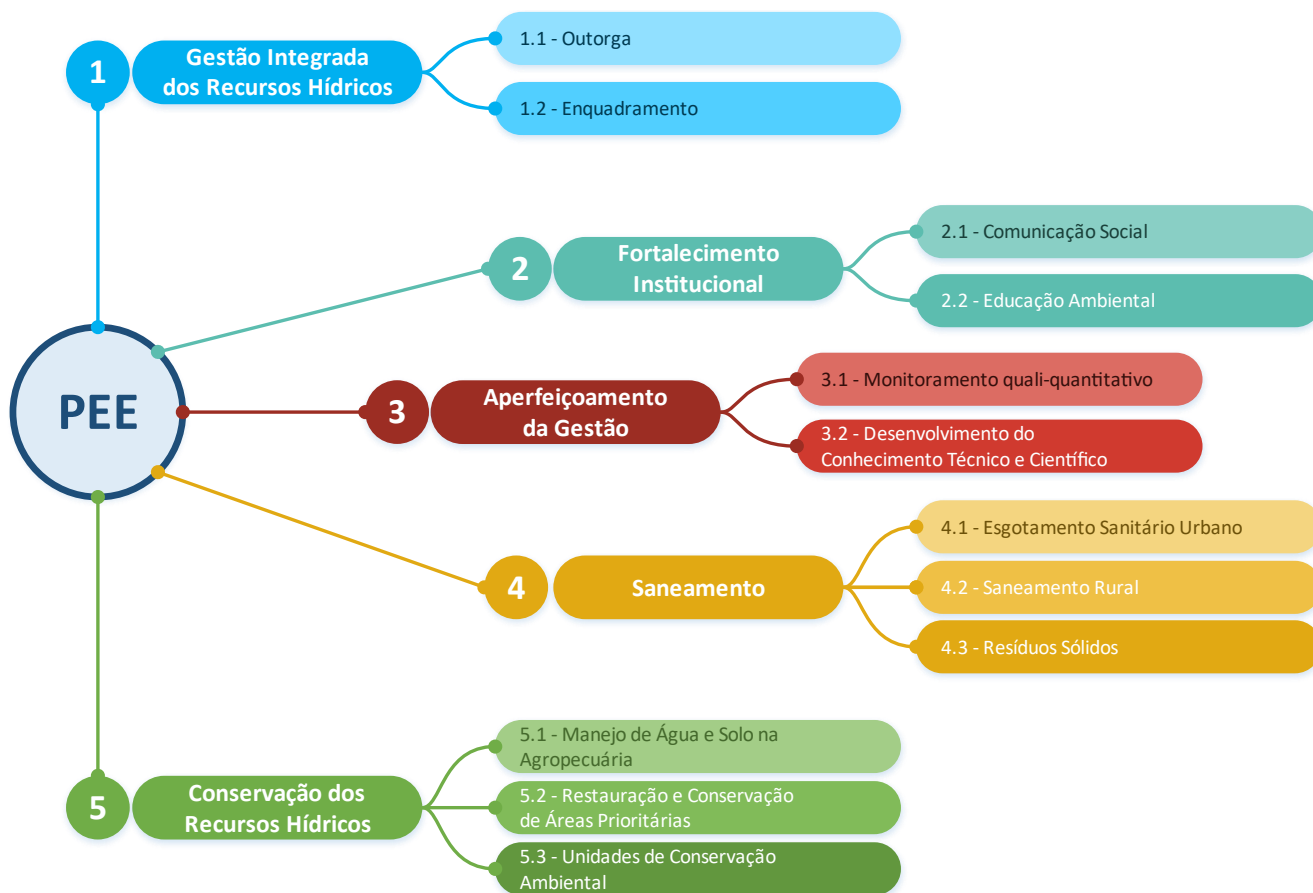 PEE
1
Gestão Integrada
dos Recursos Hídricos
1.1 - Outorga
1.2 - Enquadramento
2
Fortalecimento
Institucional
2.1 - Comunicação Social
2.2 - Educação Ambiental
3
Aperfeiçoamento
da Gestão
3.1 - Monitoramento quali-quantitativo
3.2 - Desenvolvimento do
Conhecimento Técnico e Científico
4
Saneamento
4.1 - Esgotamento Sanitário Urbano
4.2 - Saneamento Rural
4.3 - Resíduos Sólidos
5
Conservação dos
Recursos Hídricos
5.1 - Manejo de Água e Solo na
Agropecuária
5.2 - Restauração e Conservação
de Áreas Prioritárias
5.3 - Unidades de Conservação
Ambiental